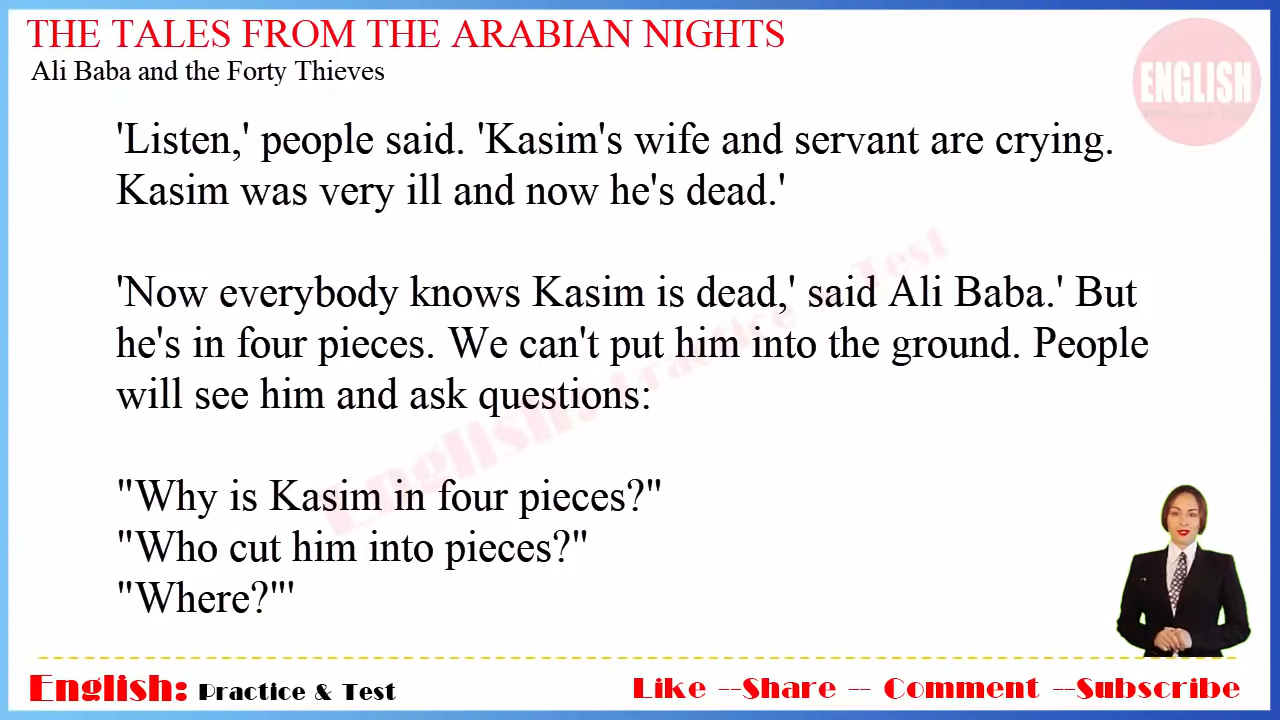 THE TALES FROM THE ARABIAN NIGHTS
Ali Baba and the Forty Thieves
ENGLISH
'Listen,' people said. 'Kasim's wife and servant are crying.
Kasim was very ill and now he's dead.'
'Now everybody knows Kasim is dead,' said Ali Baba.' But
he's in four pieces. We can't put him into the ground. People
will see him and ask questions:
"Why is Kasim in four pieces?"
"Who cut him into pieces?"
"Where?"'
English: Practice & Test
English: Practice & Test
Like --Share -- Comment --Subscribe